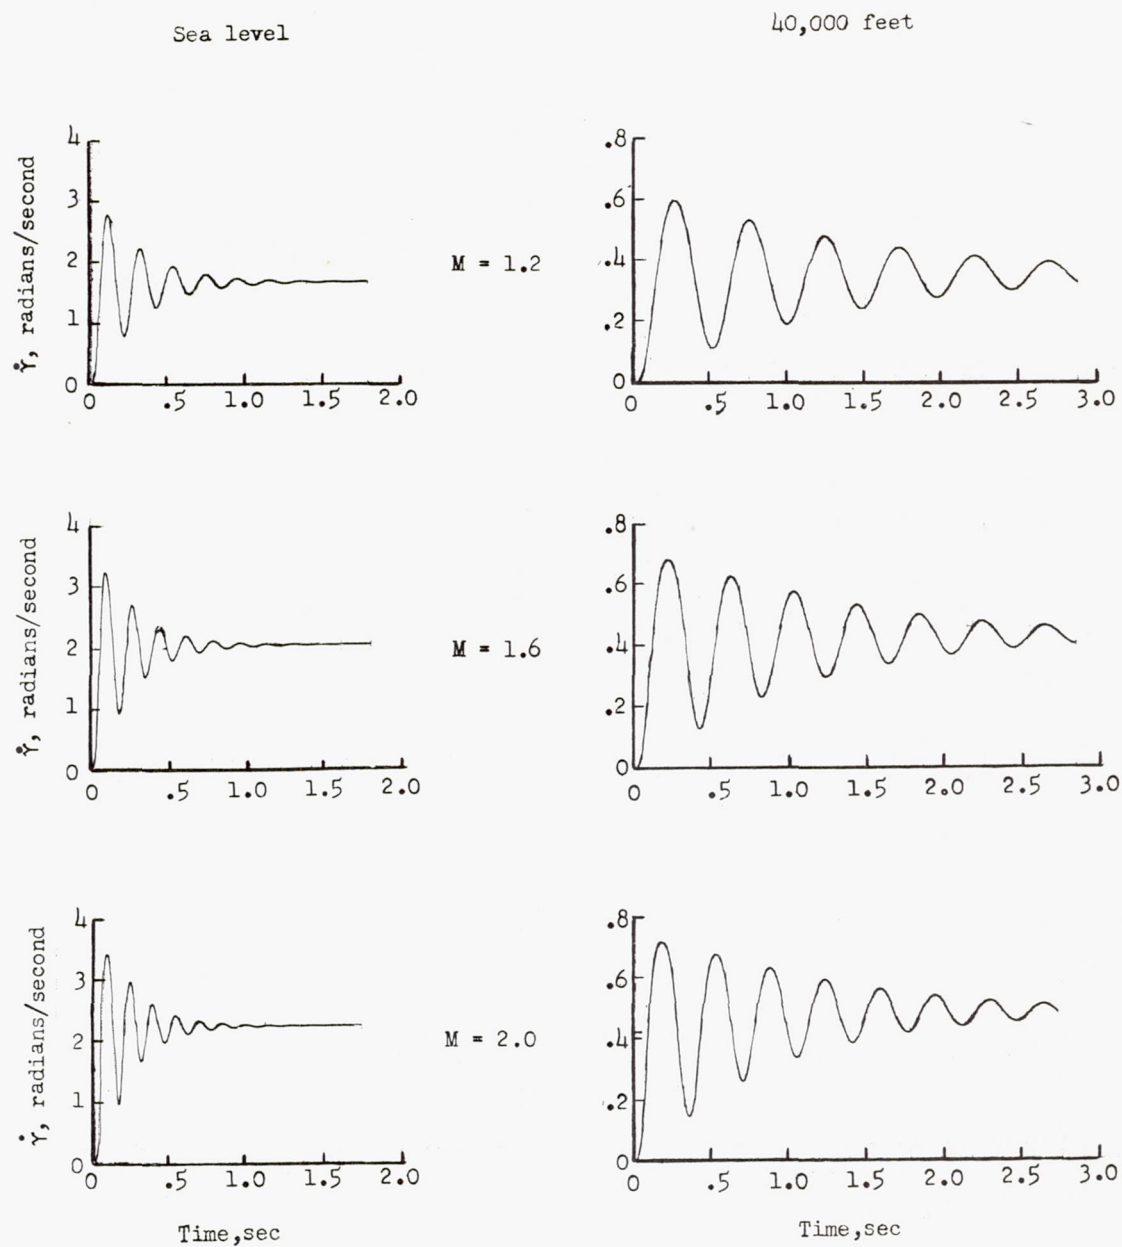 Sea level
40,000 feet
γ̇, radians/second
4
3
2
1
0
0 .5 1.0 1.5 2.0
M = 1.2
.8
.6
.4
.2
0
0 .5 1.0 1.5 2.0 2.5 3.0
γ̇, radians/second
4
3
2
1
0
0 .5 1.0 1.5 2.0
M = 1.6
.8
.6
.4
.2
0
0 .5 1.0 1.5 2.0 2.5 3.0
γ̇, radians/second
4
3
2
1
0
0 .5 1.0 1.5 2.0
M = 2.0
.8
.6
.4
.2
0
0 .5 1.0 1.5 2.0 2.5 3.0
Time,sec
Time,sec